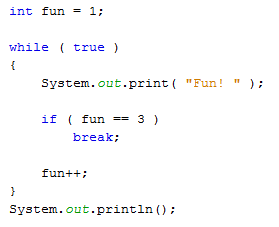 int fun = 1;
while ( true )
{
System.out.print( "Fun! " );
if ( fun == 3 )
break;
fun++;
}
System.out.println();